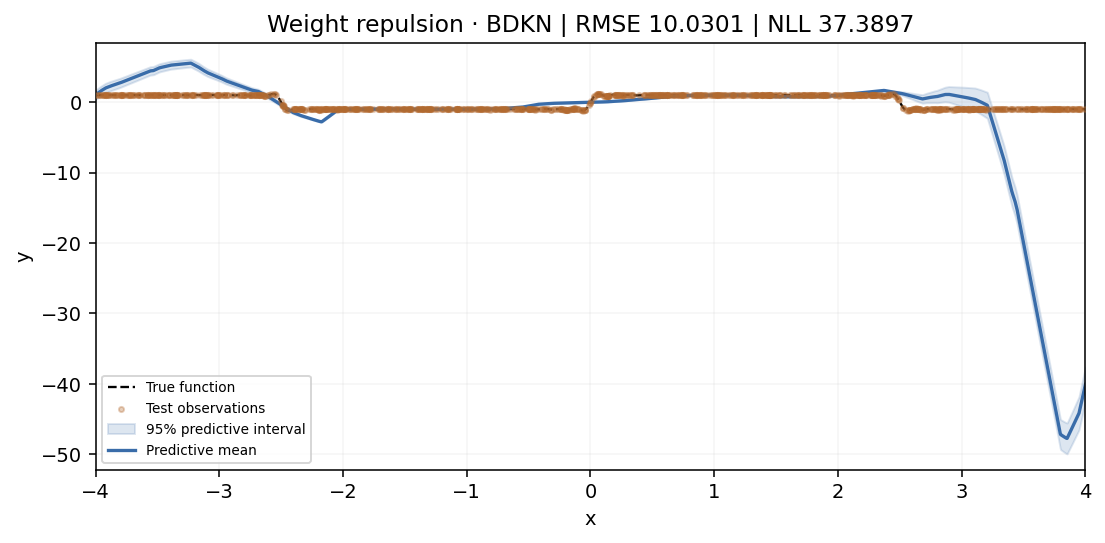 Weight repulsion · BDKN | RMSE 10.0301 | NLL 37.3897
y
0
−10
−20
−30
−40
−50
True function
Test observations
95% predictive interval
Predictive mean
−4 −3 −2 −1 0 1 2 3 4
x